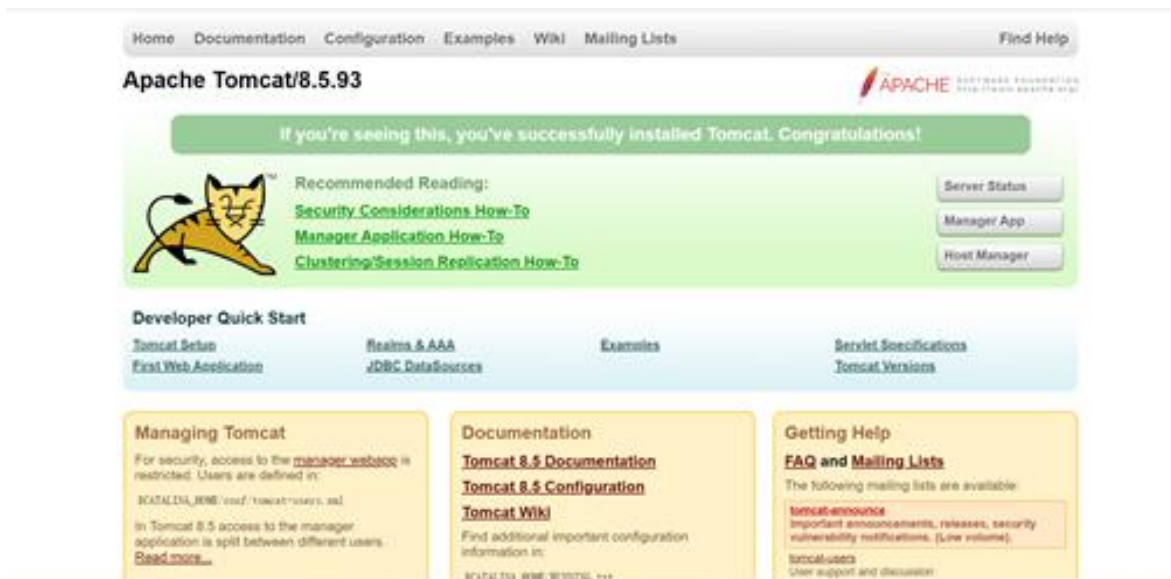 Home Documentation Configuration Examples Wiki Mailing Lists Find Help
Apache Tomcat/8.5.93
APACHE
If you're seeing this, you've successfully installed Tomcat. Congratulations!
TM
Recommended Reading:
Security Considerations How-To
Manager Application How-To
Clustering/Session Replication How-To
Server Status
Manager App
Host Manager
Developer Quick Start
Tomcat Setup
First Web Application
Realms & AAA
JDBC DataSources
Examples
Servlet Specifications
Tomcat Versions
Managing Tomcat
For security, access to the manager webapp is
restricted. Users are defined in:
$CATALINA_HOME/conf/tomcat-users.xml
In Tomcat 8.5 access to the manager
application is split between different users.
Read more...
Documentation
Tomcat 8.5 Documentation
Tomcat 8.5 Configuration
Tomcat Wiki
Find additional important configuration
information in:
$CATALINA_HOME/RUNNING.txt
Getting Help
FAQ and Mailing Lists
The following mailing lists are available:
tomcat-announce
Important announcements, releases, security
vulnerability notifications. (Low volume).
tomcat-users
User support and discussion